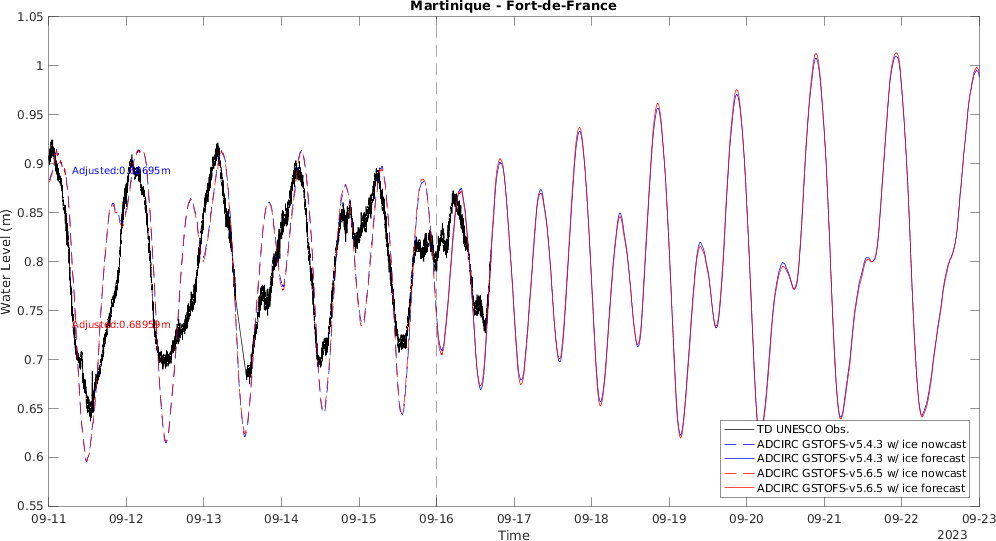 Martinique - Fort-de-France
1.05
1
0.95
0.9
0.85
0.8
0.75
0.7
0.65
0.6
0.55
Water Level (m)
Adjusted:0.68959m
09-11
09-12
09-13
09-14
09-15
09-16
09-17
09-18
09-19
09-20
09-21
09-22
09-23
Time
2023
TD UNESCO Obs.
ADCIRC GSTOFS-v5.4.3 w/ ice nowcast
ADCIRC GSTOFS-v5.4.3 w/ ice forecast
ADCIRC GSTOFS-v5.6.5 w/ ice nowcast
ADCIRC GSTOFS-v5.6.5 w/ ice forecast